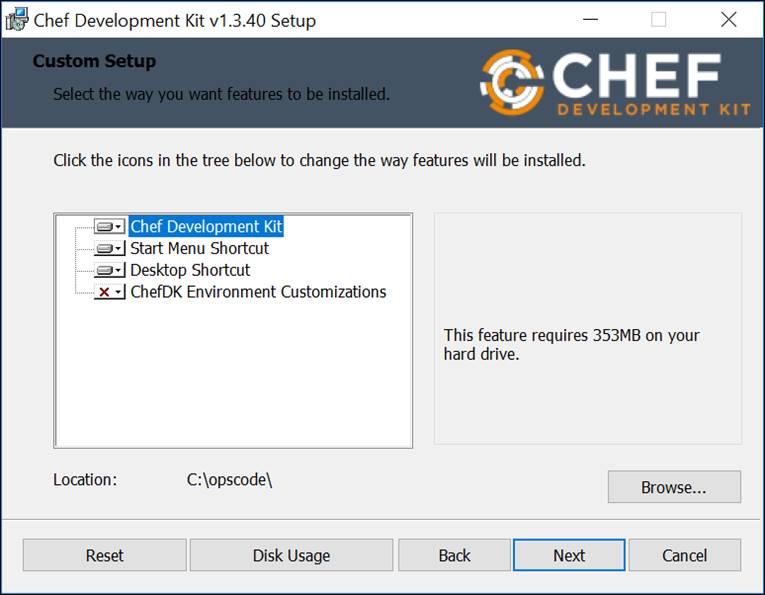 Chef Development Kit v1.3.40 Setup
Custom Setup
Select the way you want features to be installed.
CHEF
DEVELOPMENT KIT
Click the icons in the tree below to change the way features will be installed.
Chef Development Kit
Start Menu Shortcut
Desktop Shortcut
ChefDK Environment Customizations
This feature requires 353MB on your
hard drive.
Location:
C:\opscode\
Browse...
Reset
Disk Usage
Back
Next
Cancel